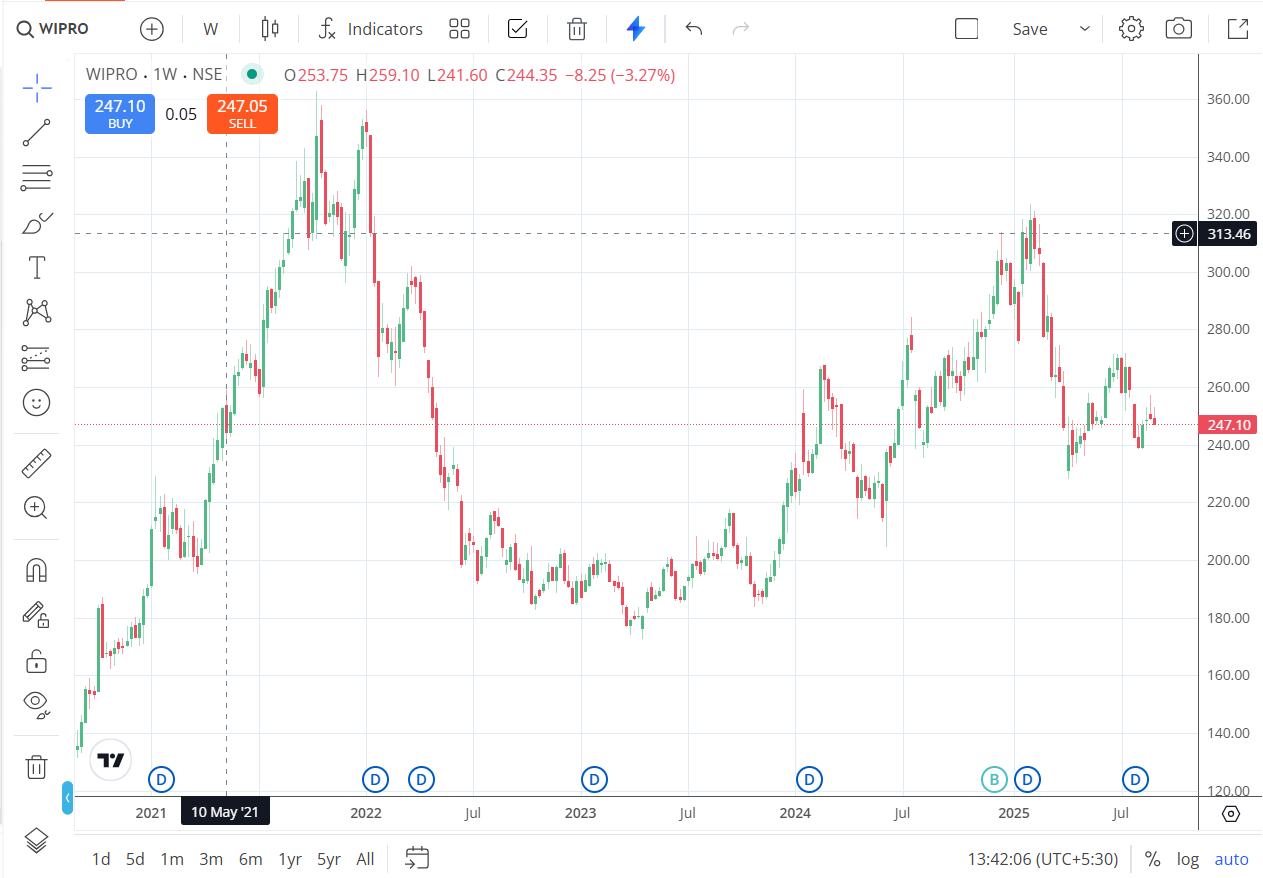 WIPRO W Indicators Save
WIPRO · 1W · NSE O253.75 H259.10 L241.60 C244.35 −8.25 (−3.27%)
247.10 BUY 0.05 247.05 SELL
360.00
340.00
320.00
313.46
300.00
280.00
260.00
247.10
240.00
220.00
200.00
180.00
160.00
140.00
120.00
D D D D D B D D
2021 10 May '21 2022 Jul 2023 Jul 2024 Jul 2025 Jul
1d 5d 1m 3m 6m 1yr 5yr All 13:42:06 (UTC+5:30) % log auto